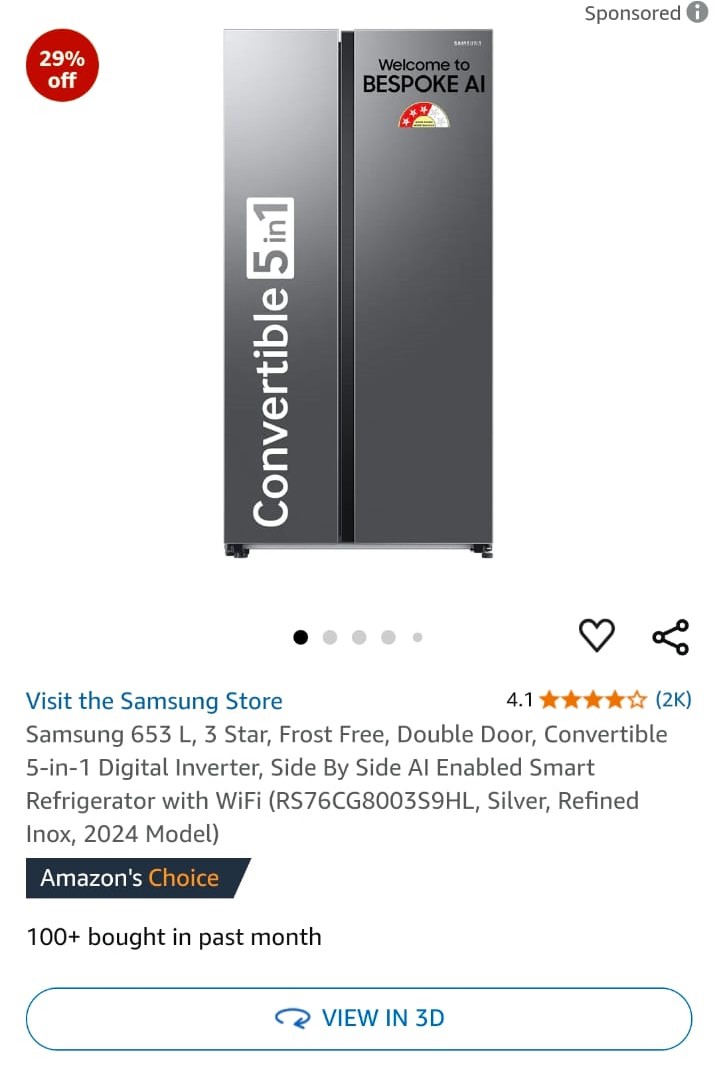 Sponsored
29%
off
SAMSUNG
Welcome to
BESPOKE AI
Convertible 5in1
Visit the Samsung Store
4.1 (2K)
Samsung 653 L, 3 Star, Frost Free, Double Door, Convertible
5-in-1 Digital Inverter, Side By Side AI Enabled Smart
Refrigerator with WiFi (RS76CG8003S9HL, Silver, Refined
Inox, 2024 Model)
Amazon's Choice
100+ bought in past month
VIEW IN 3D